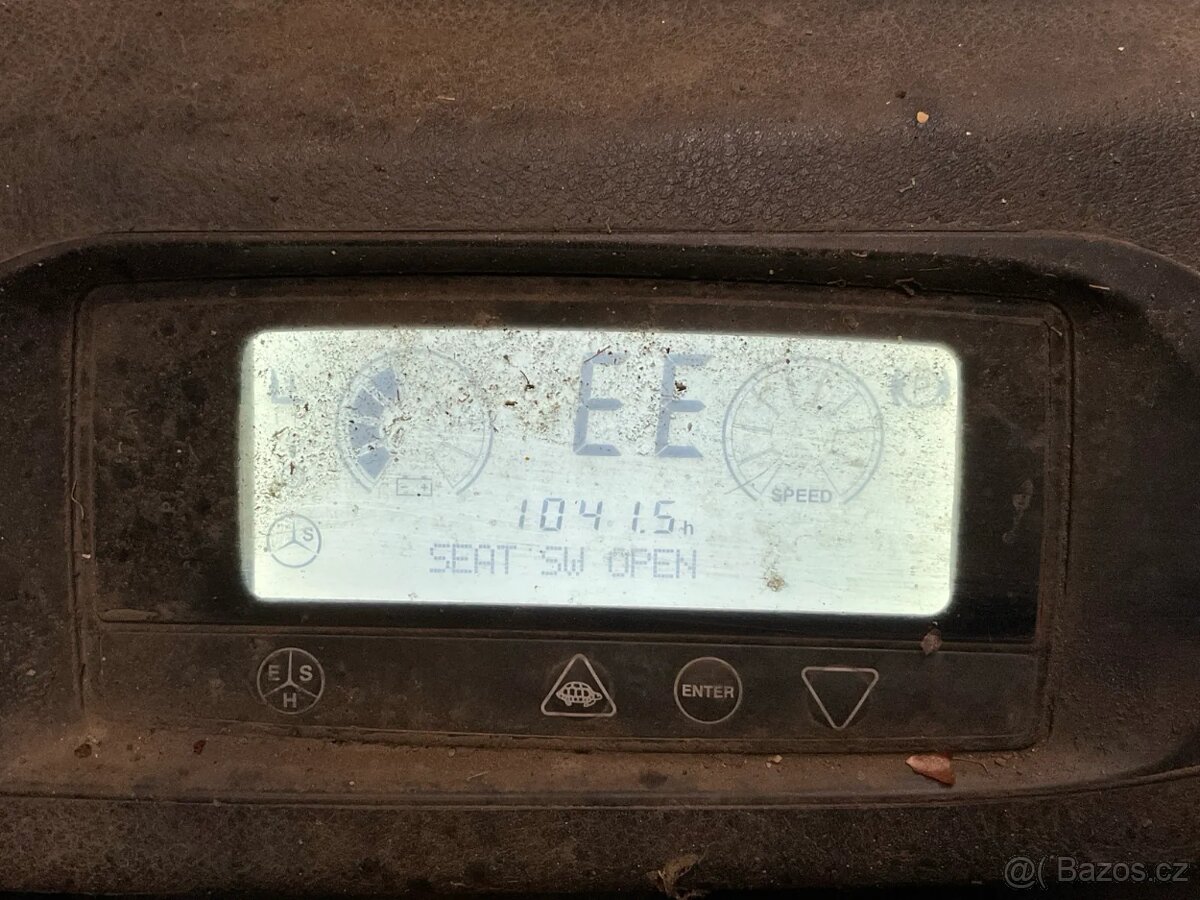 EE
SPEED
1041.5h
S
SEAT SW OPEN
E S
H
ENTER
@( Bazos.cz